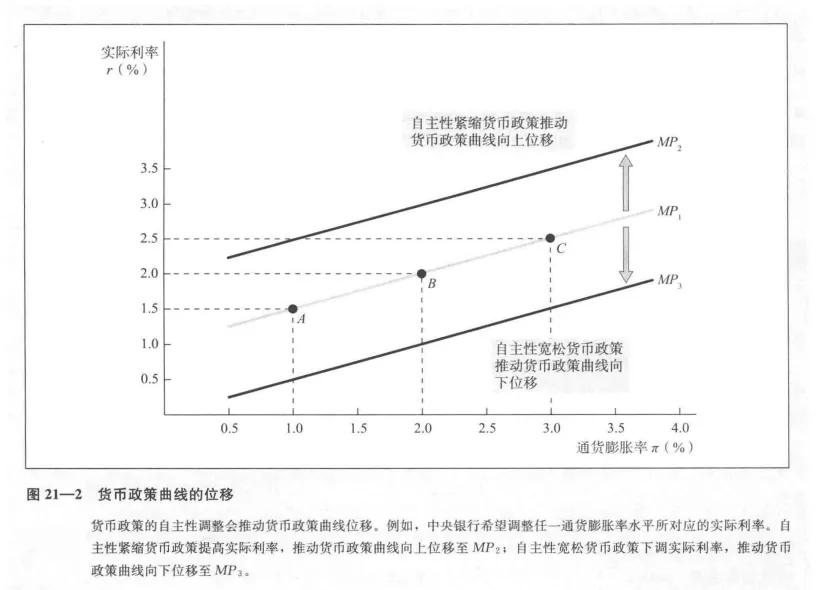 实际利率
r(%)
自主性紧缩货币政策推动
货币政策曲线向上位移
MP₂
3.5
3.0
MP₁
2.5
C
2.0
B
MP₃
1.5
A
自主性宽松货币政策
推动货币政策曲线向
下位移
1.0
0.5
0.5 1.0 1.5 2.0 2.5 3.0 3.5 4.0
通货膨胀率 π(%)
图 21—2 货币政策曲线的位移
货币政策的自主性调整会推动货币政策曲线位移。例如，中央银行希望调整任一通货膨胀率水平所对应的实际利率。自
主性紧缩货币政策提高实际利率，推动货币政策曲线向上位移至 MP₂；自主性宽松货币政策下调实际利率，推动货币
政策曲线向下位移至 MP₃。